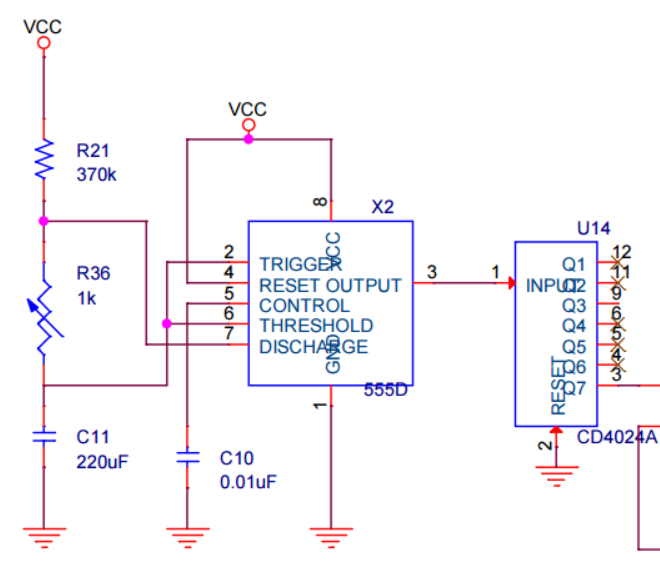 VCC
VCC
R21
370k
R36
1k
C11
220uF
C10
0.01uF
X2
8
VCC
2
TRIGGER
4
RESET
OUTPUT
3
5
CONTROL
6
THRESHOLD
7
DISCHARGE
GND
1
555D
U14
1
INPUT
Q1
12
Q2
11
Q3
9
Q4
6
Q5
5
Q6
4
Q7
3
RESET
2
CD4024A